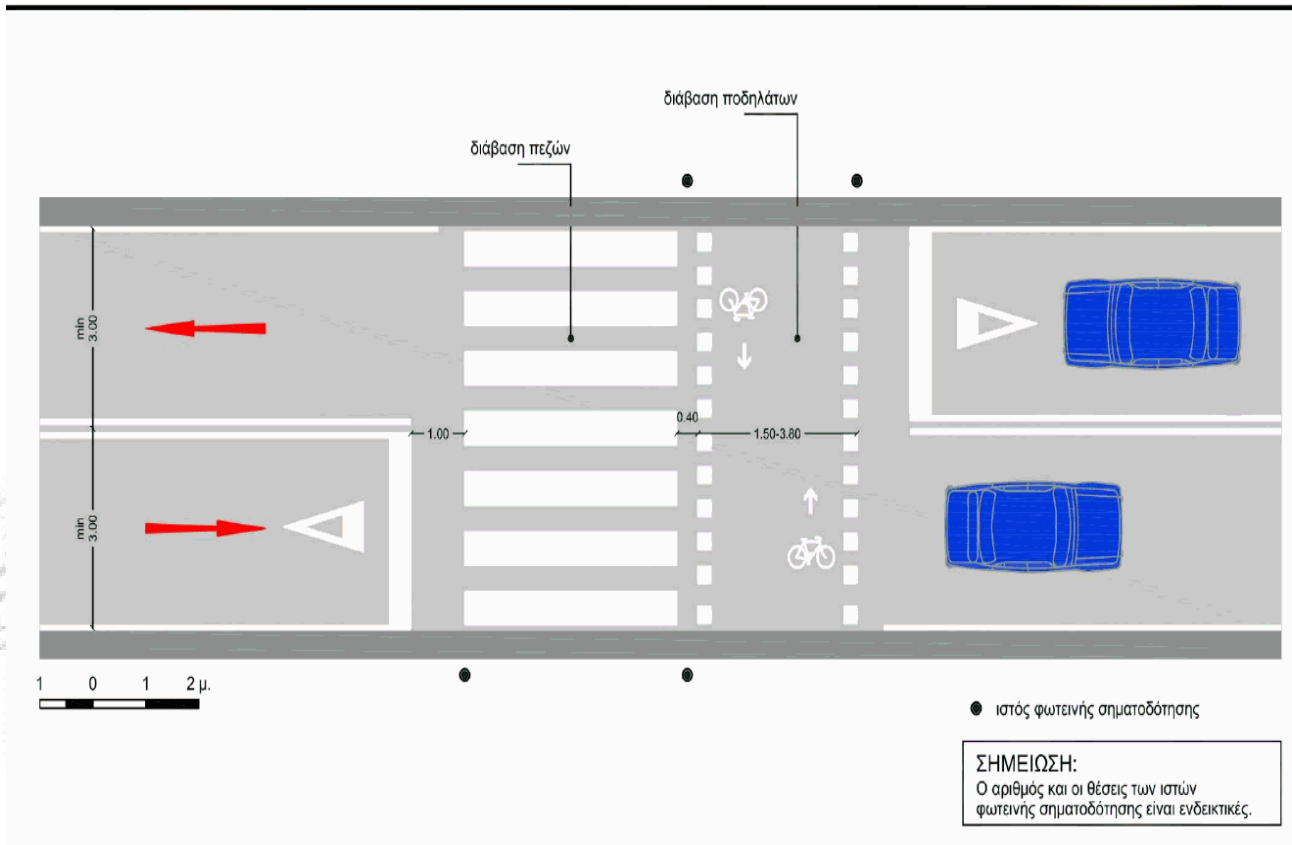 διάβαση ποδηλάτων
διάβαση πεζών
min
3.00
0.40
1.00
1.50-3.80
min
3.00
1 0 1 2 μ.
ιστός φωτεινής σηματοδότησης
ΣΗΜΕΙΩΣΗ:
Ο αριθμός και οι θέσεις των ιστών
φωτεινής σηματοδότησης είναι ενδεικτικές.